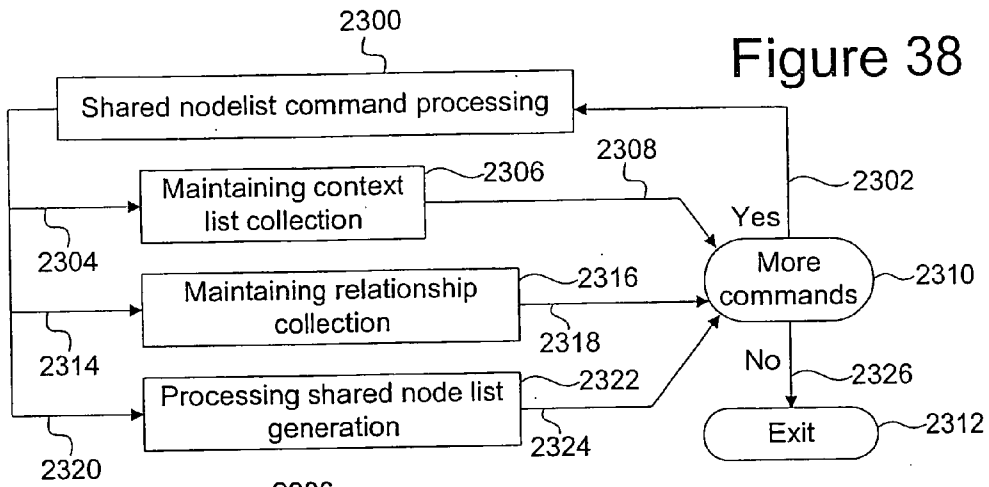 2300
Figure 38
Shared nodelist command processing
2308
2306
Maintaining context
list collection
2302
Yes
2304
More
commands
2310
2316
Maintaining relationship
collection
2314
2318
No
2322
2326
Processing shared node list
generation
2324
Exit
2312
2320